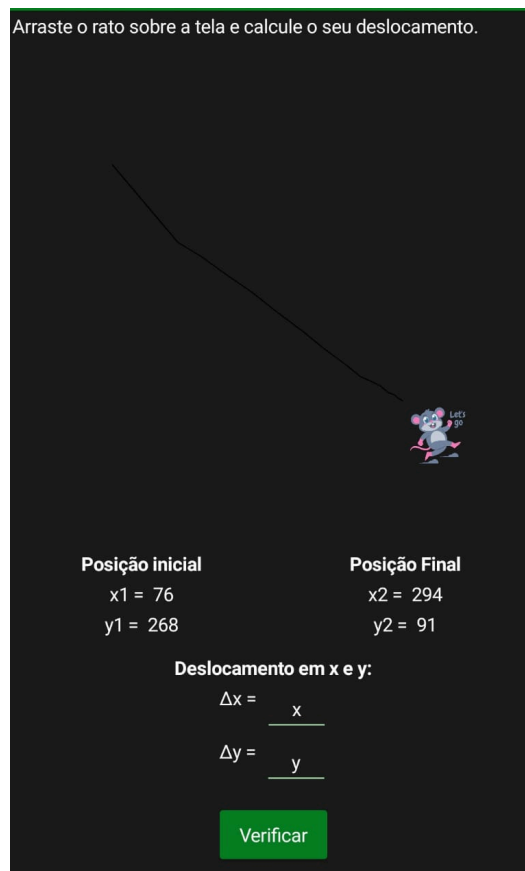 Arraste o rato sobre a tela e calcule o seu deslocamento.
Let's
go
Posição inicial
x1 = 76
y1 = 268
Posição Final
x2 = 294
y2 = 91
Deslocamento em x e y:
Δx = x
Δy = y
Verificar